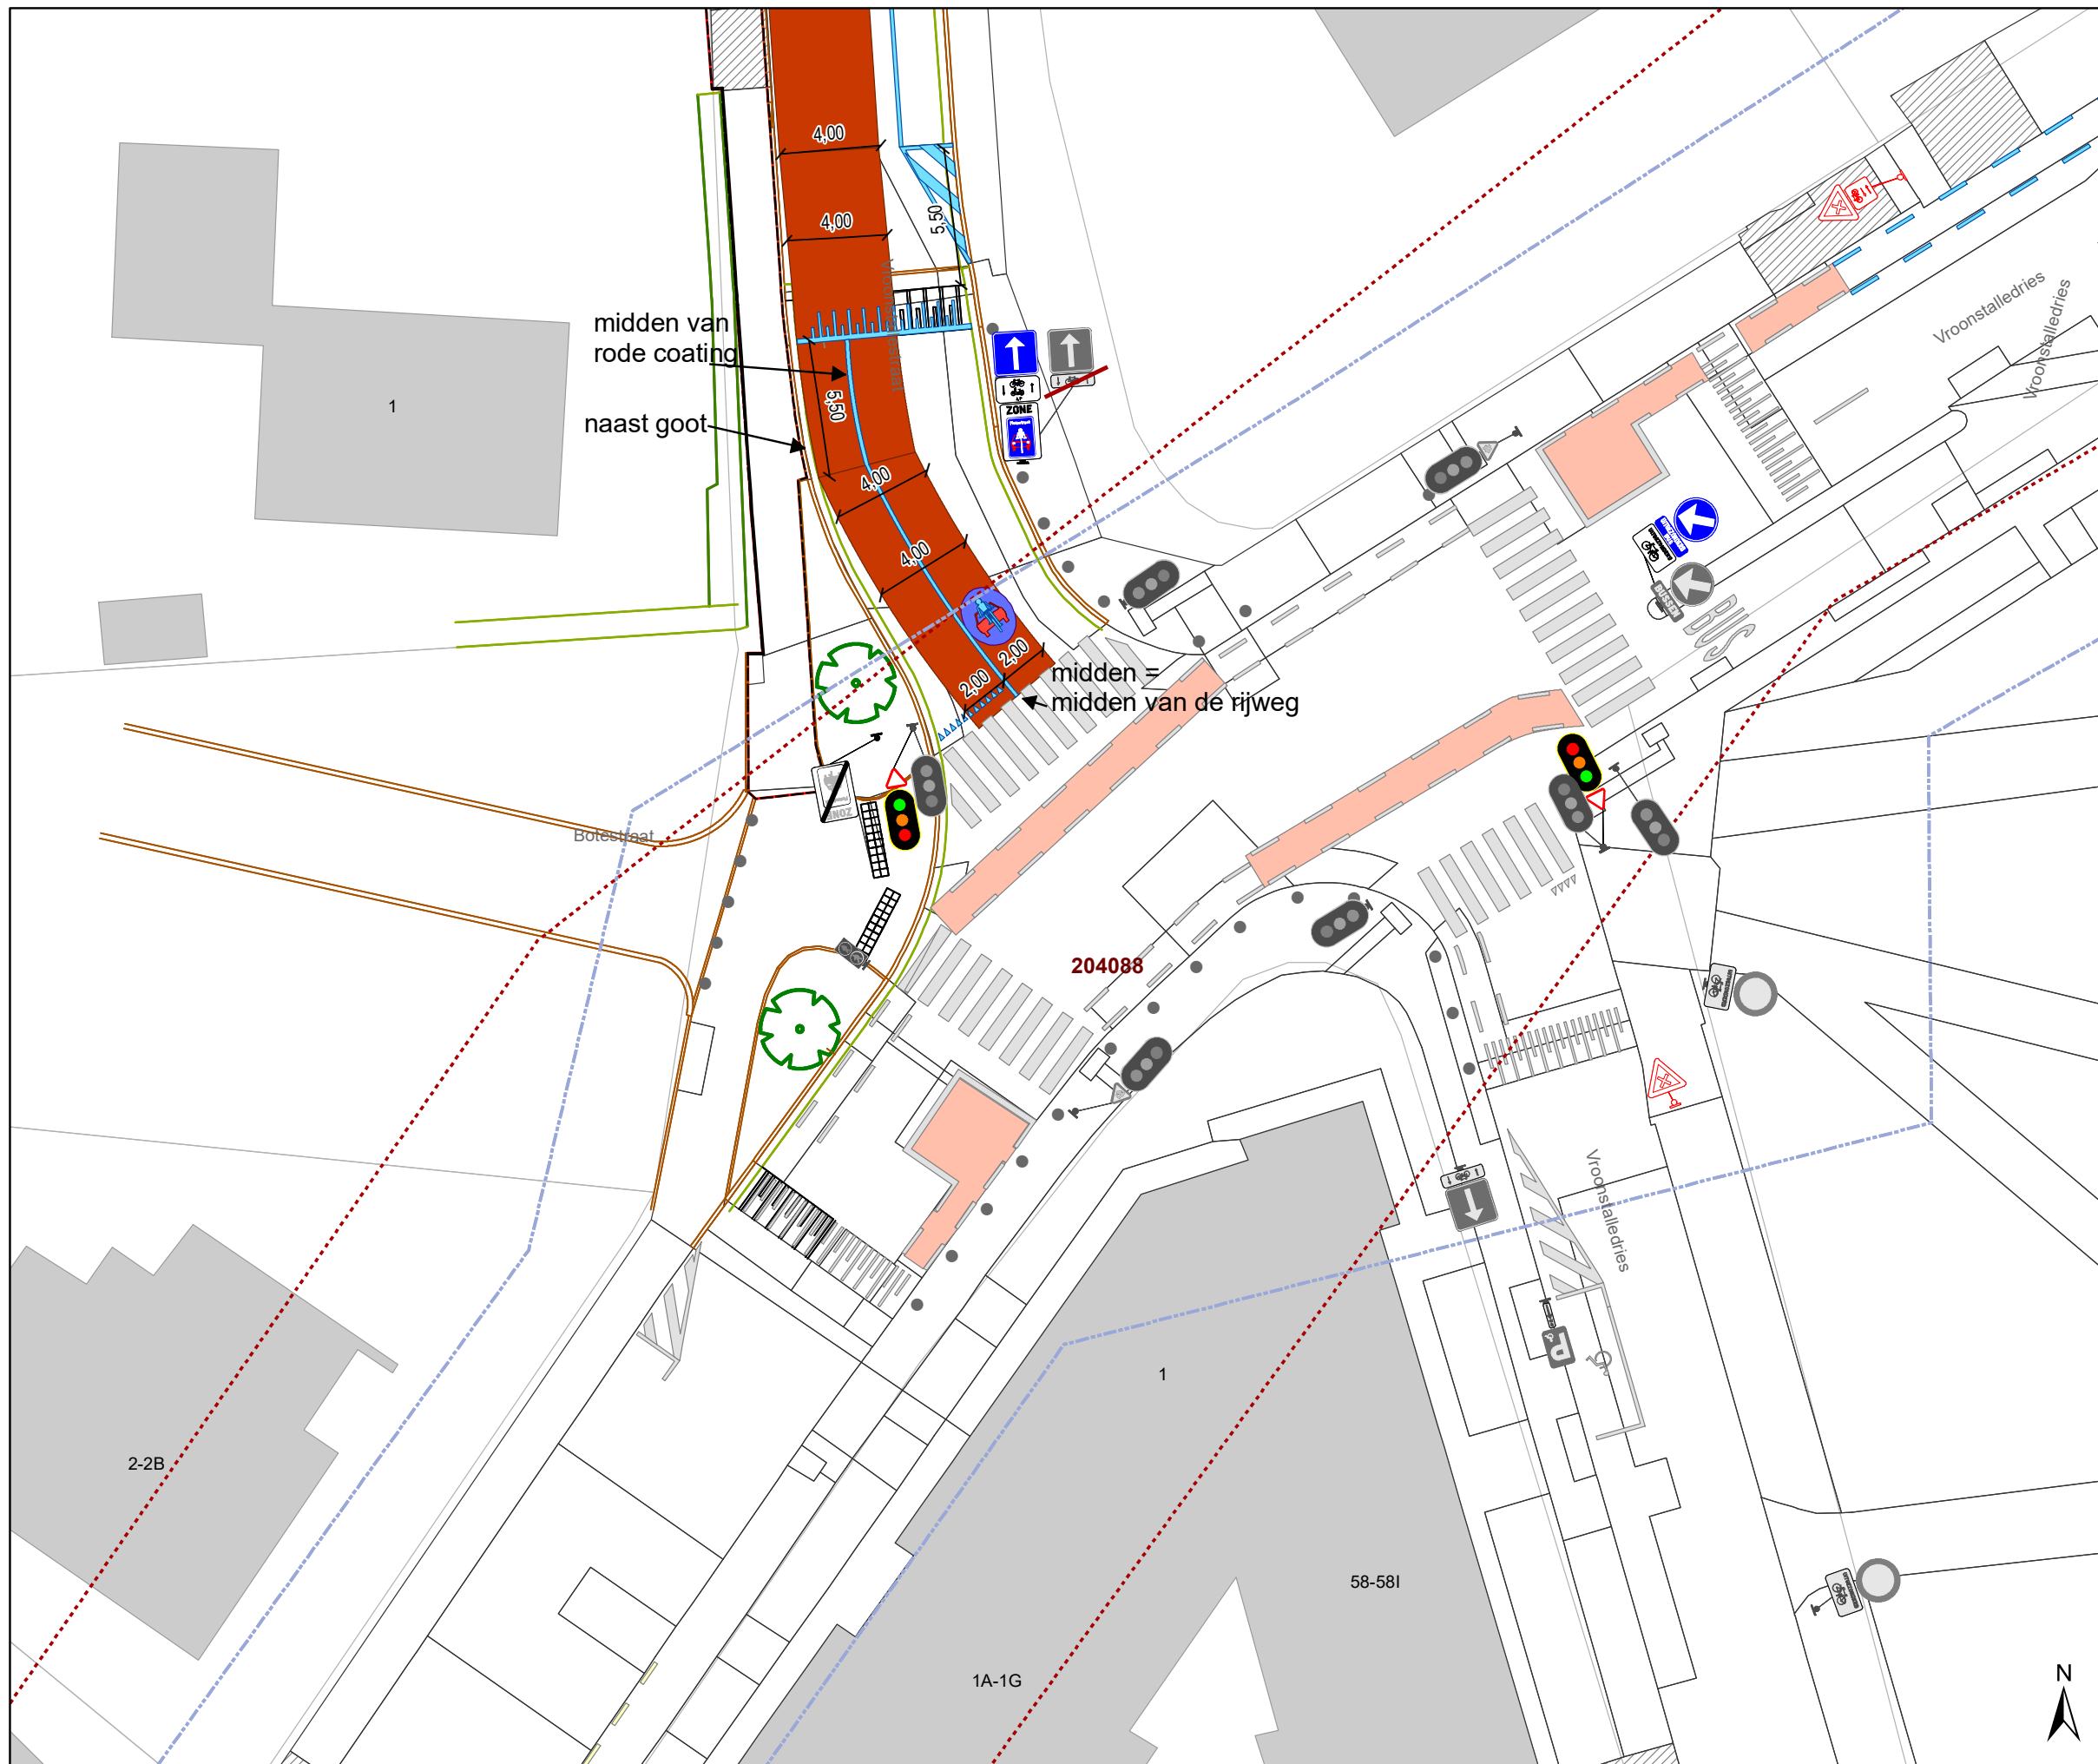 4,00
4,00
5,50
midden van
rode coating
5,50
naast goot
ZONE
4,00
4,00
2,00
2,00
midden =
midden van de rijweg
Vroonstalledries
Vroonstalledries
BUSSEN
BUS
1
Botestraat
ZONE
204088
Vroonstalledries
P
1
2-2B
58-58I
1A-1G
N